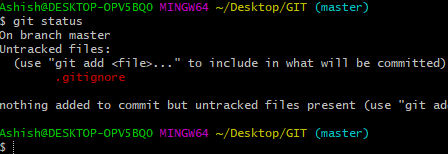 Ashish@DESKTOP-OPV5BQO MINGW64 ~/Desktop/GIT (master)
$ git status
On branch master
Untracked files:
  (use "git add <file>..." to include in what will be committed)
        .gitignore

nothing added to commit but untracked files present (use "git ad

Ashish@DESKTOP-OPV5BQO MINGW64 ~/Desktop/GIT (master)
$